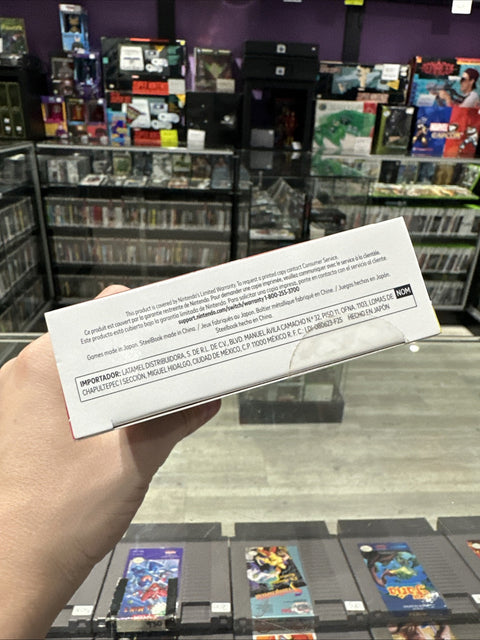 This product is covered by Nintendo's Limited Warranty. To request a printed copy contact Consumer Service.
Ce produit est couvert par la garantie restreinte de Nintendo. Pour demander une copie imprimée, veuillez communiquer avec le service à la clientèle.
Este producto está cubierto bajo la garantía limitada de Nintendo. Para solicitar una copia impresa, ponte en contacto con el servicio al cliente.
support.nintendo.com/switch/warranty 1-800-255-3700
Games made in Japan. SteelBook made in China. / Jeux fabriqués au Japon. Boîtier métallique fabriqué en China. / Juegos hechos en Japón.
SteelBook hecho en China.
IMPORTADOR: LATAMEL DISTRIBUIDORA, S. DE R.L. DE C.V., BLVD. MANUEL ÁVILA CAMACHO N.º 32, PISO 11, OFNA. 1103, LOMAS DE NOM
CHAPULTEPEC I SECCIÓN, MIGUEL HIDALGO, CIUDAD DE MÉXICO, C.P. 11000 MÉXICO R. F. C.: HECHO EN JAPÓN